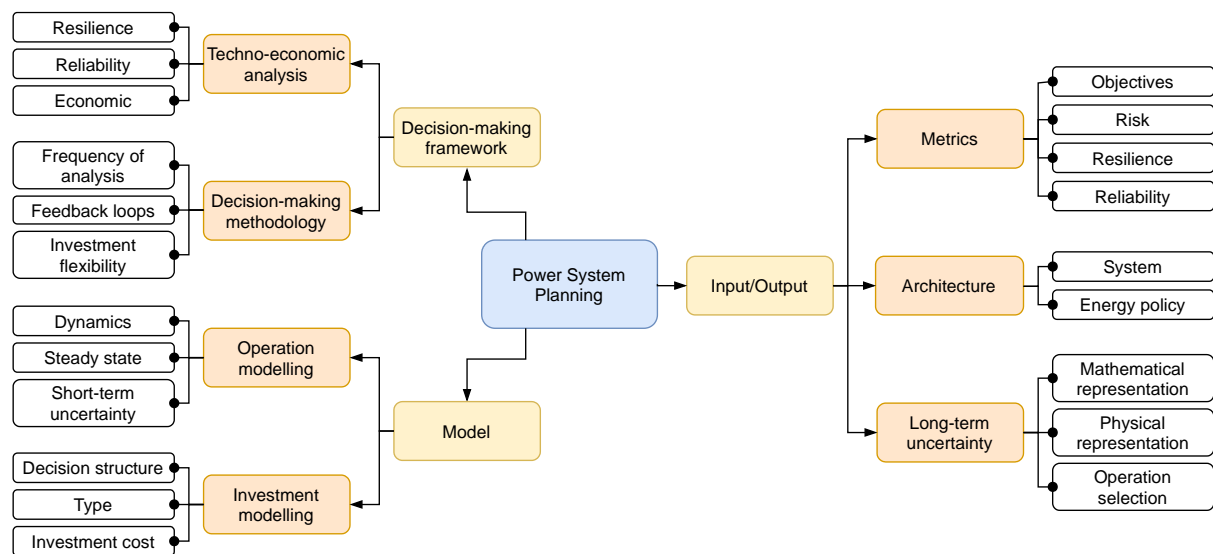 Resilience
Reliability
Economic
Techno-economic
analysis
Frequency of
analysis
Feedback loops
Investment
flexibility
Decision-making
methodology
Decision-making
framework
Dynamics
Steady state
Short-term
uncertainty
Operation
modelling
Decision structure
Type
Investment cost
Investment
modelling
Model
Power System
Planning
Input/Output
Metrics
Objectives
Risk
Resilience
Reliability
Architecture
System
Energy policy
Long-term
uncertainty
Mathematical
representation
Physical
representation
Operation
selection